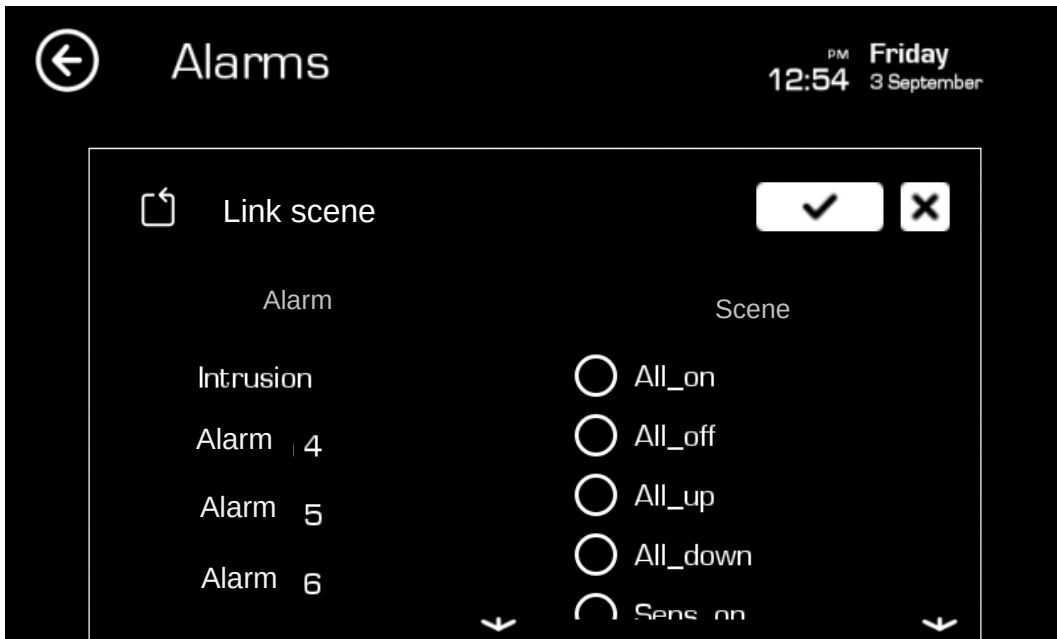 Alarms
PM
12:54
Friday
3 September
Link scene
Alarm
Scene
Intrusion
All_on
Alarm 4
All_off
Alarm 5
All_up
Alarm 6
All_down
Sens_on